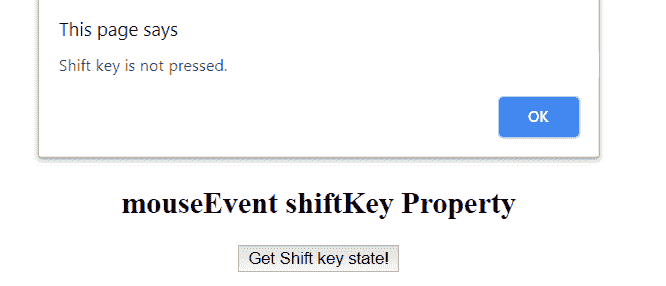 This page says
Shift key is not pressed.
OK
mouseEvent shiftKey Property
Get Shift key state!